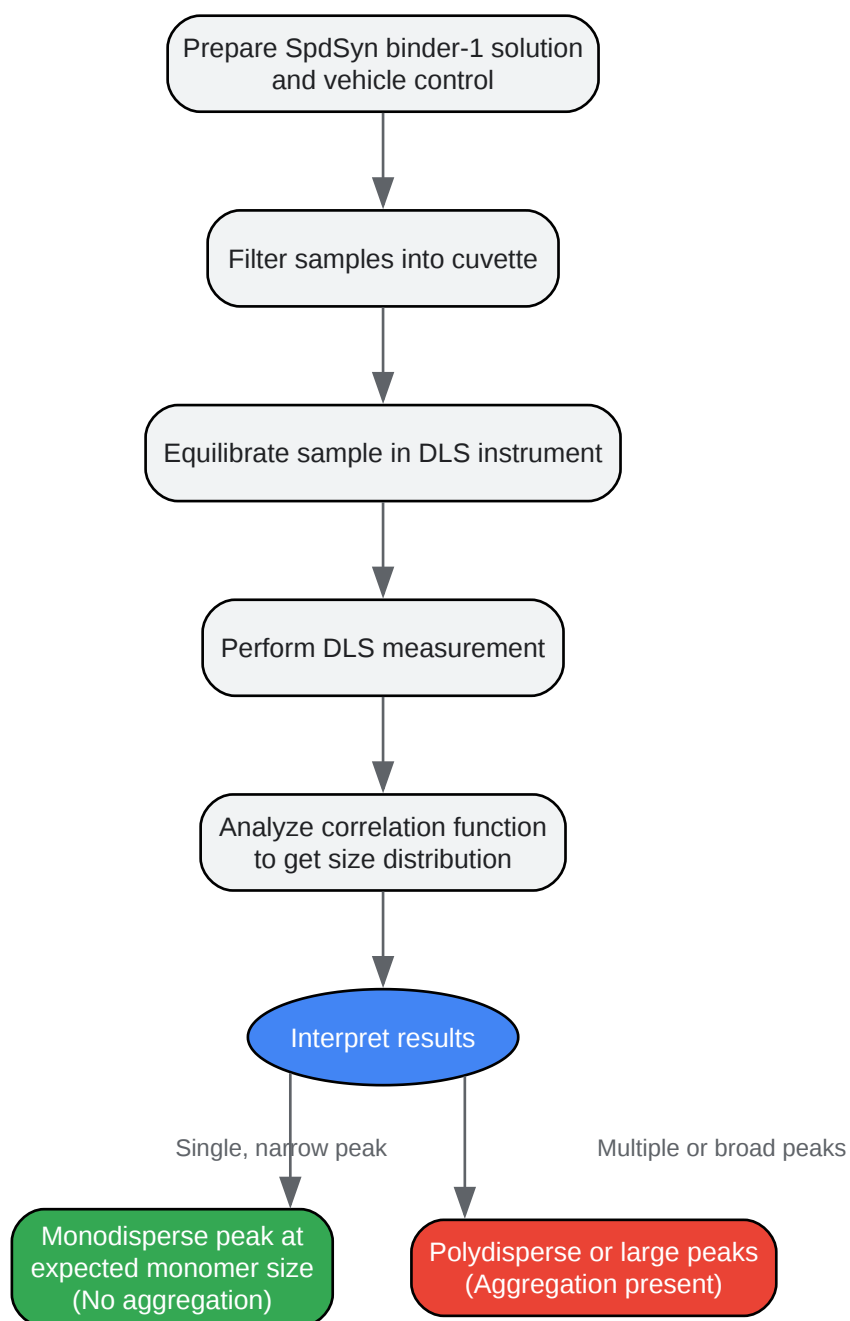 Prepare SpdSyn binder-1 solution
and vehicle control
Filter samples into cuvette
Equilibrate sample in DLS instrument
Perform DLS measurement
Analyze correlation function
to get size distribution
Interpret results
Single, narrow peak
Multiple or broad peaks
Monodisperse peak at
expected monomer size
(No aggregation)
Polydisperse or large peaks
(Aggregation present)